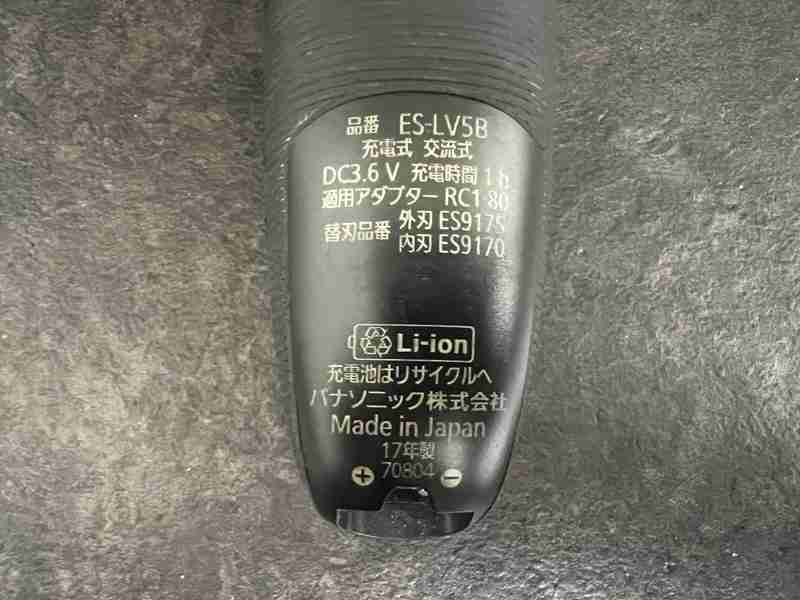 品番 ES-LV5B
充電式 交流式
DC3.6 V 充電時間 1 h
適用アダプター RC1-80
替刃品番 外刃 ES9175
内刃 ES9170
Li-ion
充電池はリサイクルへ
パナソニック株式会社
Made in Japan
17年製
70804
+ −